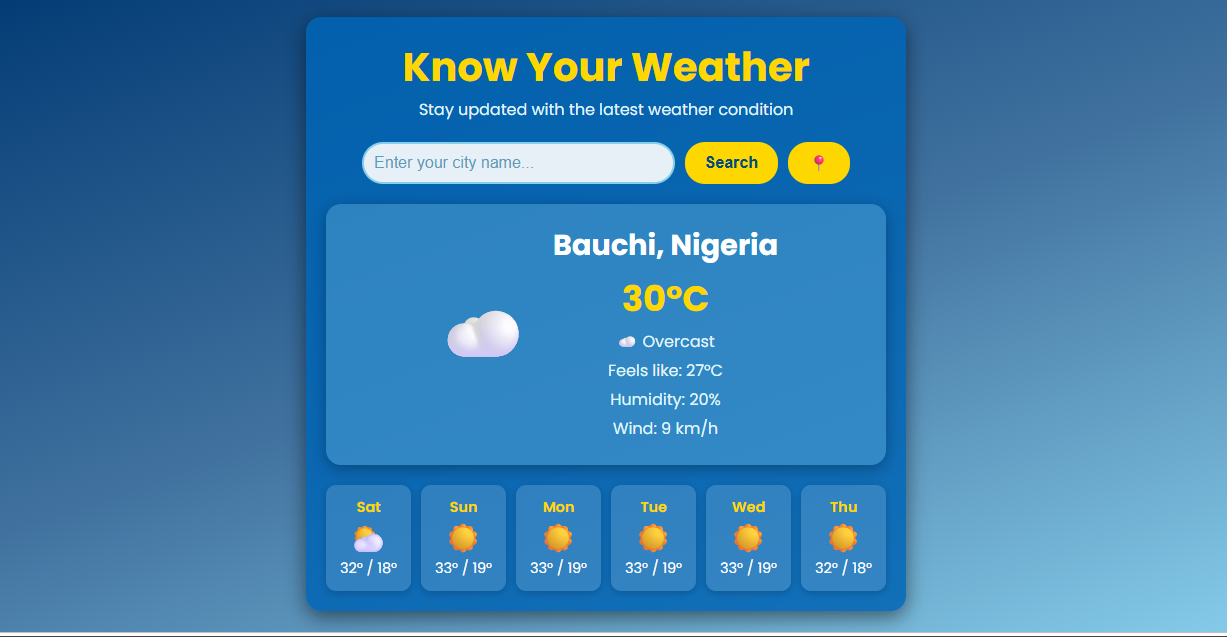 Know Your Weather
Stay updated with the latest weather condition
Enter your city name... Search
Bauchi, Nigeria
30°C
Overcast
Feels like: 27°C
Humidity: 20%
Wind: 9 km/h
Sat Sun Mon Tue Wed Thu
32° / 18° 33° / 19° 33° / 19° 33° / 19° 33° / 19° 32° / 18°